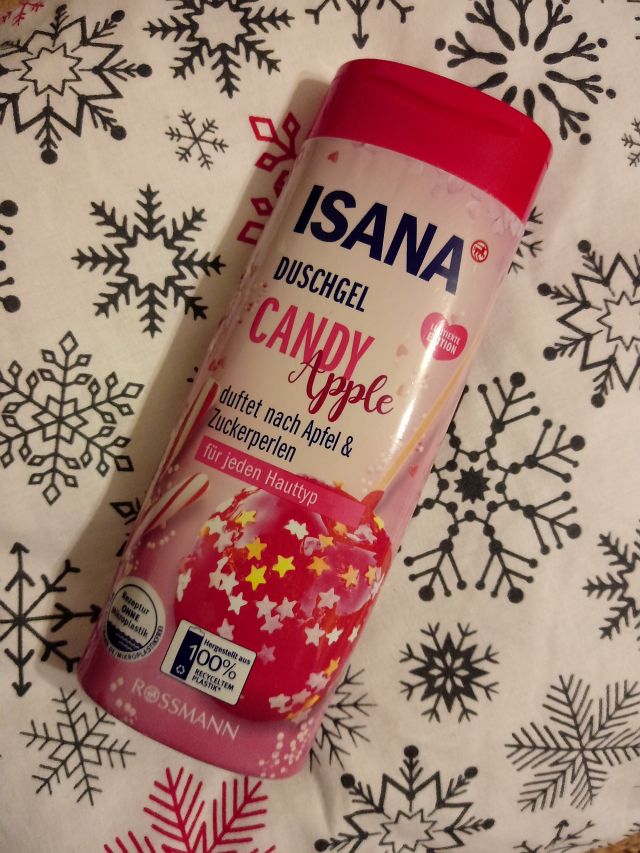 ISANA
DUSCHGEL
CANDY
Apple
LIMITIERTE
EDITION
duftet nach Apfel &
Zuckerperlen
für jeden Hauttyp
Rezeptur
OHNE
Mikroplastik
Hergestellt aus
100%
RECYCELTEM
PLASTIK*
ROSSMANN